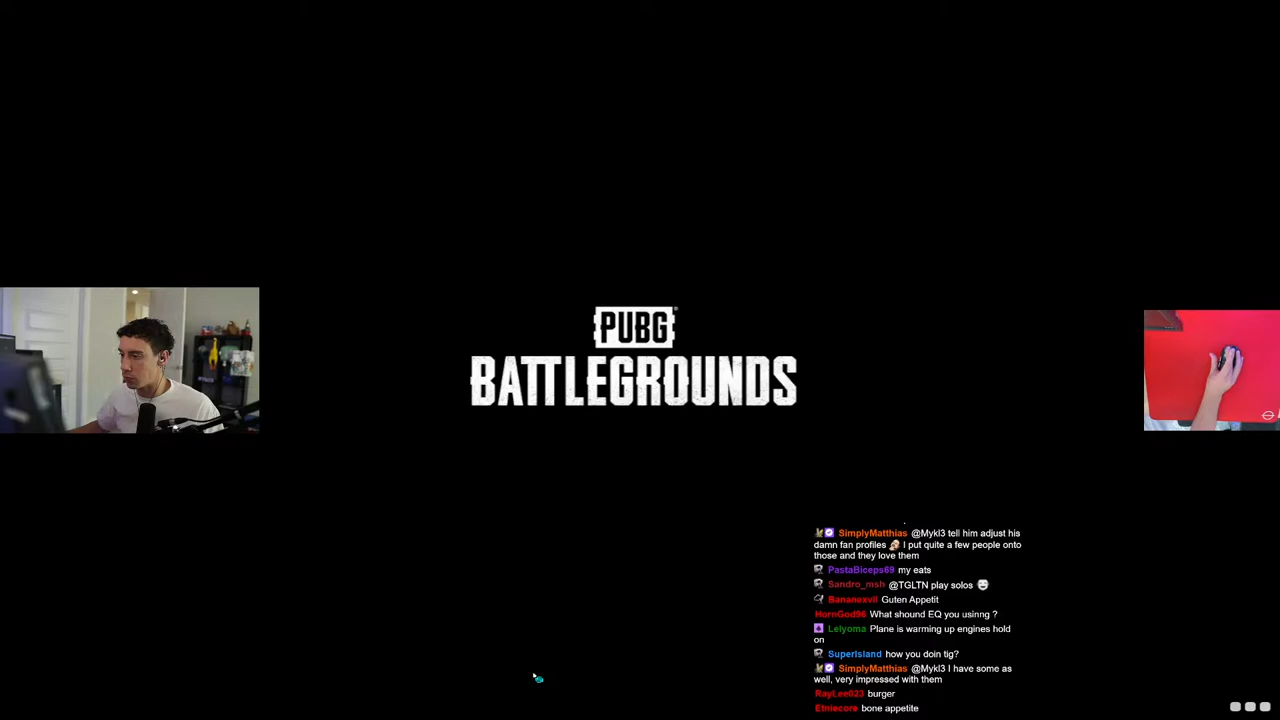 PUBG
BATTLEGROUNDS
SimplyMatthias @Mykl3 tell him adjust his
damn fan profiles I put quite a few people onto
those and they love them
PastaBiceps69 my eats
Sandro_msh @TGLTN play solos
Bananexvil Guten Appetit
HornGod96 What shound EQ you usinng ?
Lelyoma Plane is warming up engines hold
on
SuperIsland how you doin tig?
SimplyMatthias @Mykl3 I have some as
well, very impressed with them
RayLee023 burger
Etniecore bone appetite